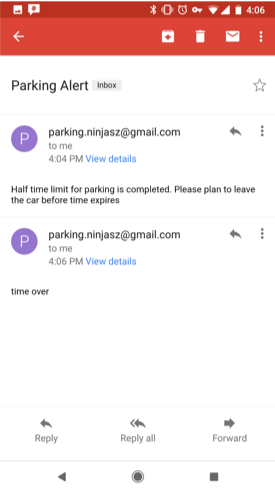 4:06
Parking Alert Inbox
P
parking.ninjasz@gmail.com
to me
4:04 PM View details
Half time limit for parking is completed. Please plan to leave
the car before time expires
P
parking.ninjasz@gmail.com
to me
4:06 PM View details
time over
Reply
Reply all
Forward